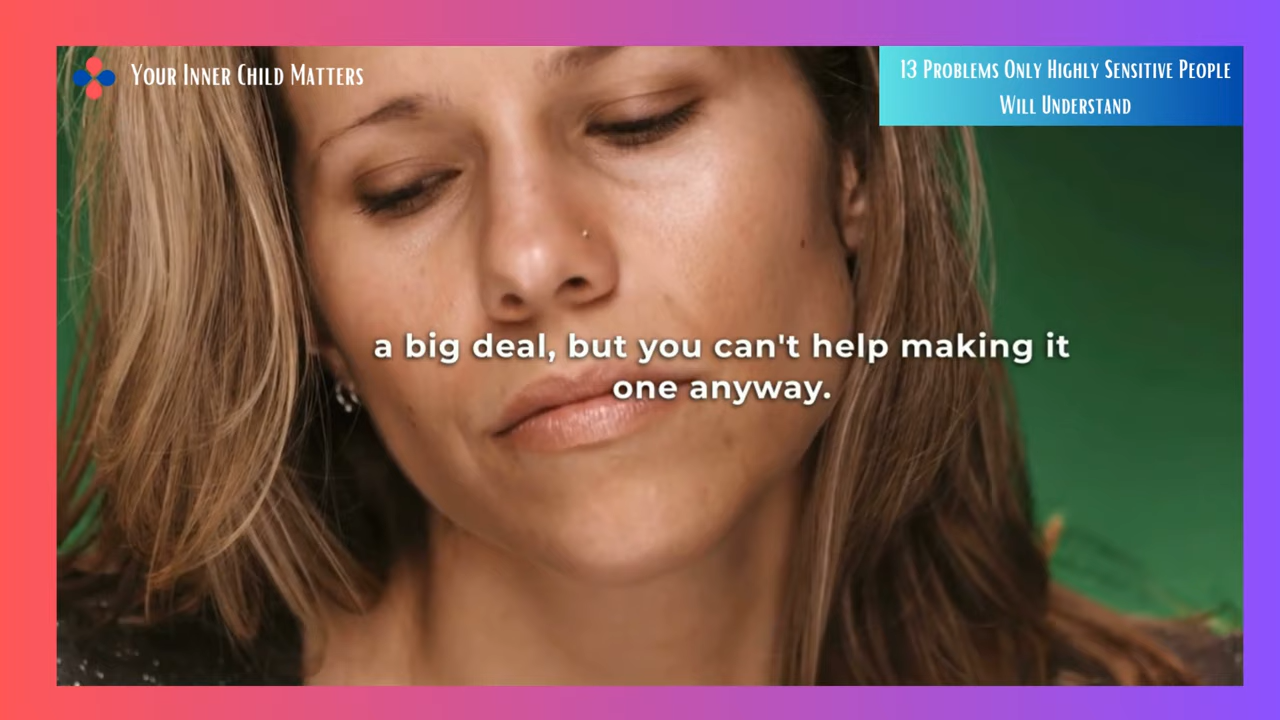 Your Inner Child Matters
13 Problems Only Highly Sensitive People
Will Understand
a big deal, but you can't help making it
one anyway.